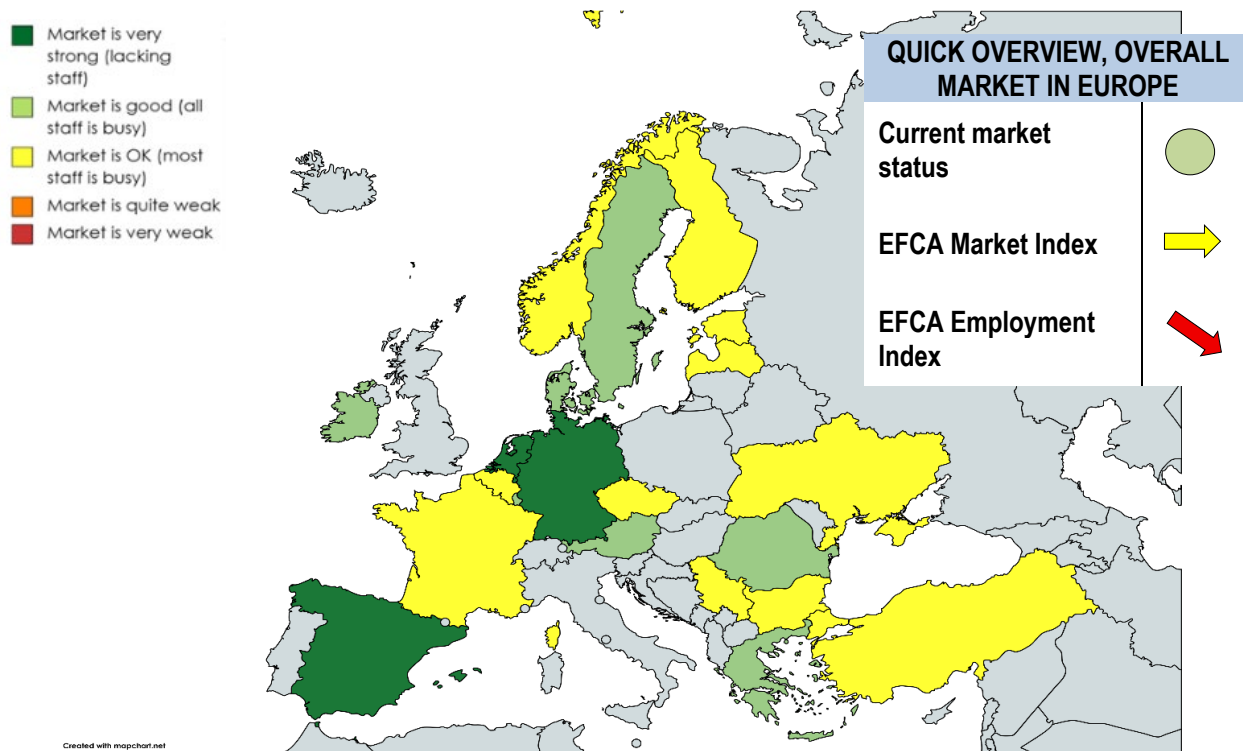 Market is very
strong (lacking
staff)
Market is good (all
staff is busy)
Market is OK (most
staff is busy)
Market is quite weak
Market is very weak
QUICK OVERVIEW, OVERALL
MARKET IN EUROPE
Current market
status
EFCA Market Index
EFCA Employment
Index
Created with mapchart.net